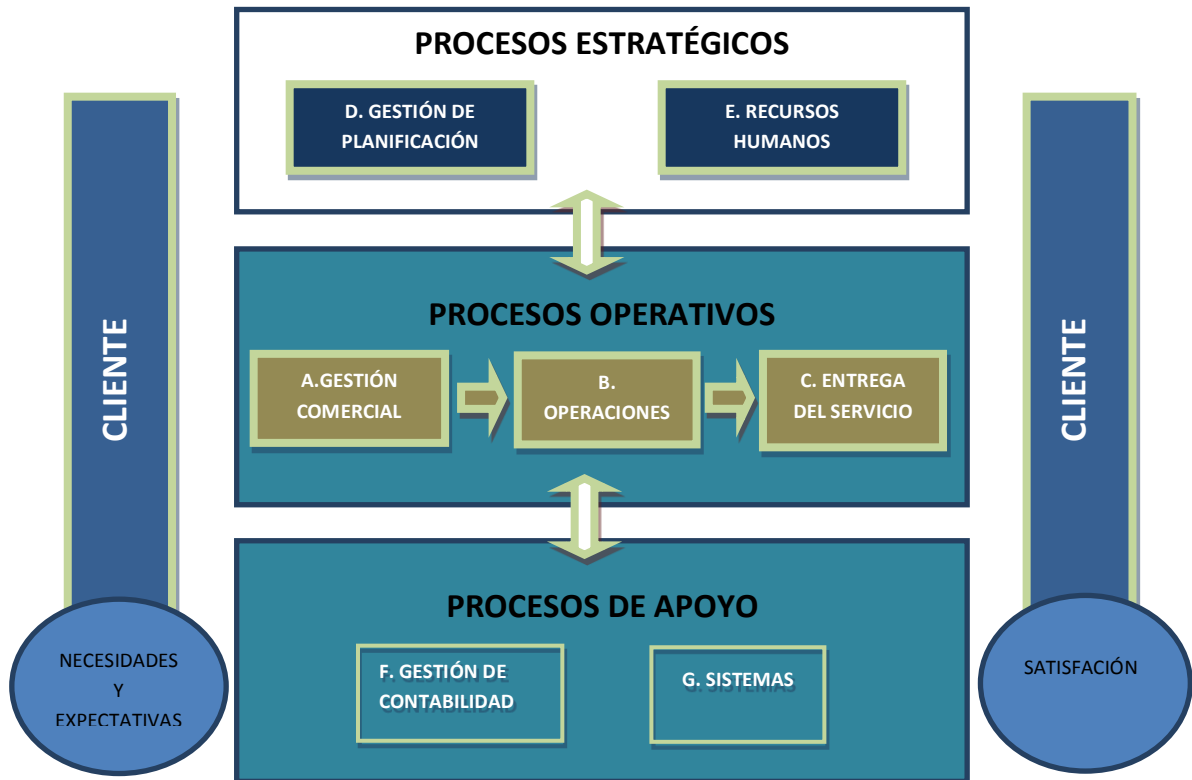 PROCESOS ESTRATÉGICOS
D. GESTIÓN DE
PLANIFICACIÓN
E. RECURSOS
HUMANOS
CLIENTE
PROCESOS OPERATIVOS
A.GESTIÓN
COMERCIAL
B.
OPERACIONES
C. ENTREGA
DEL SERVICIO
CLIENTE
PROCESOS DE APOYO
F. GESTIÓN DE
CONTABILIDAD
G. SISTEMAS
NECESIDADES
Y
EXPECTATIVAS
SATISFACIÓN